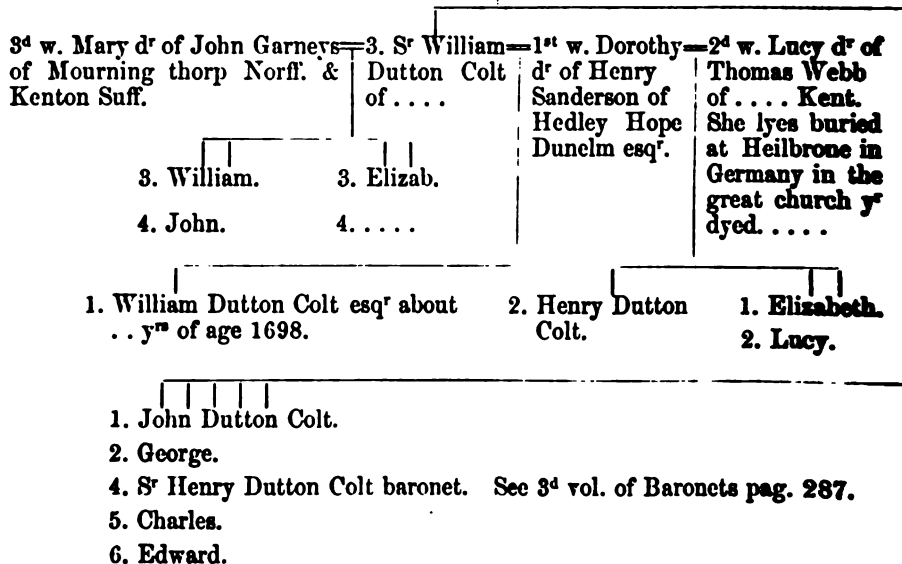 3ᵈ w. Mary dʳ of John Garneys=3. Sʳ William=1ˢᵗ w. Dorothy=2ᵈ w. Lucy dʳ of
of Mourning thorp Norff. & Dutton Colt dʳ of Henry Thomas Webb
Kenton Suff. of .... Sanderson of of .... Kent.
Hedley Hope She lyes buried
Dunelm esqʳ. at Heilbrone in
3. William. 3. Elizab. Germany in the
great church yʳ
4. John. 4..... dyed.....
1. William Dutton Colt esqʳ about 2. Henry Dutton 1. Elizabeth.
.. yʳˢ of age 1698. Colt. 2. Lucy.
1. John Dutton Colt.
2. George.
4. Sʳ Henry Dutton Colt baronet. See 3ᵈ vol. of Baronets pag. 287.
5. Charles.
6. Edward.